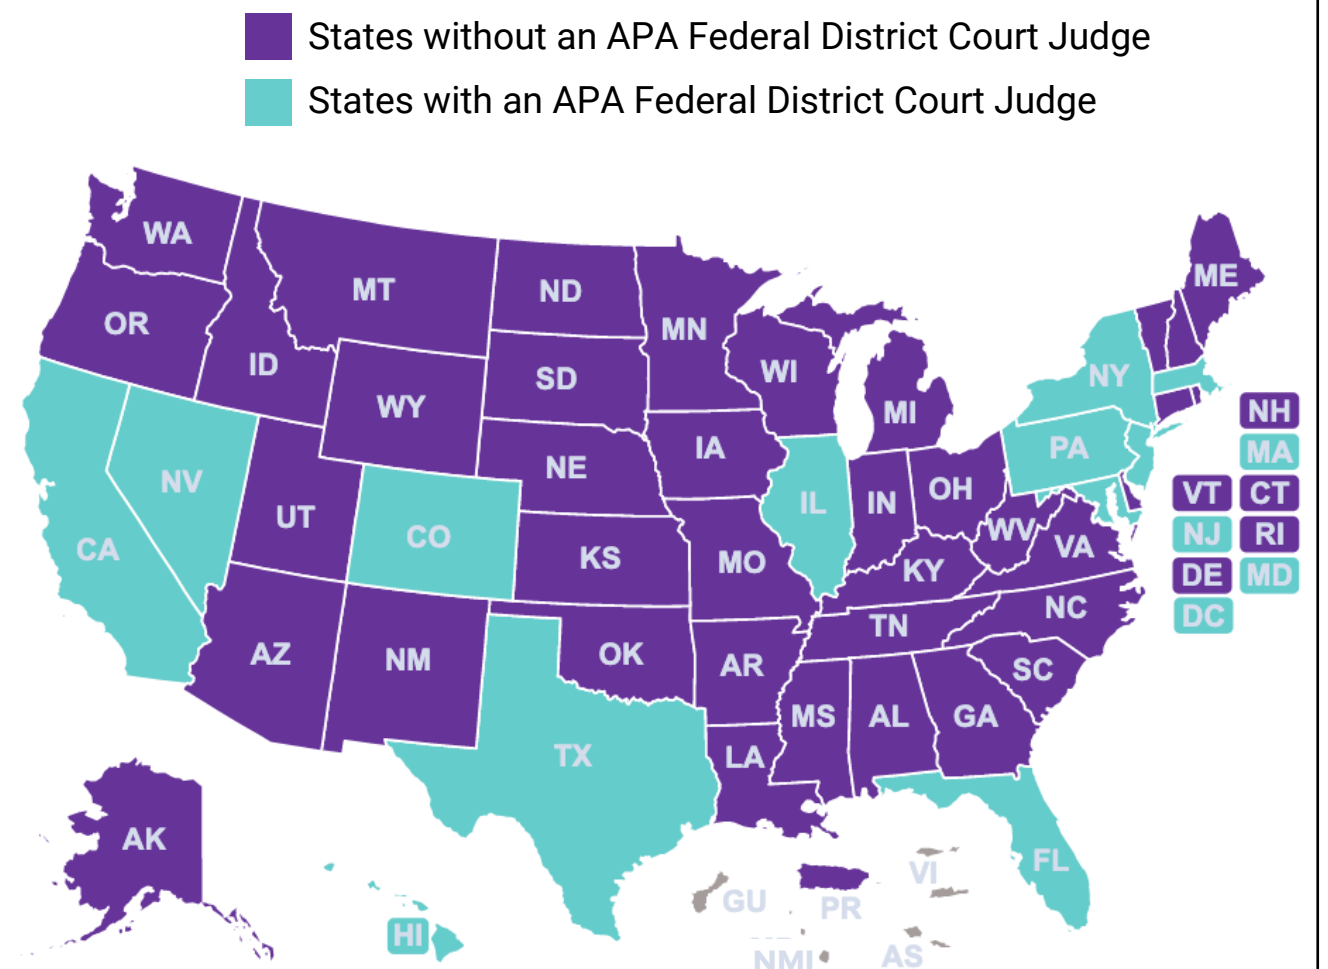 States without an APA Federal District Court Judge
States with an APA Federal District Court Judge
WA
MT
ND
MN
ME
OR
ID
SD
WI
MI
NY
WY
NH
IA
PA
MA
NV
NE
IL
IN
OH
VT
CT
UT
CO
WV
VA
NJ
RI
CA
KS
MO
KY
DE
MD
NC
DC
TN
AZ
NM
OK
AR
SC
MS
AL
GA
TX
LA
AK
FL
VI
GU
PR
HI
NMI
AS